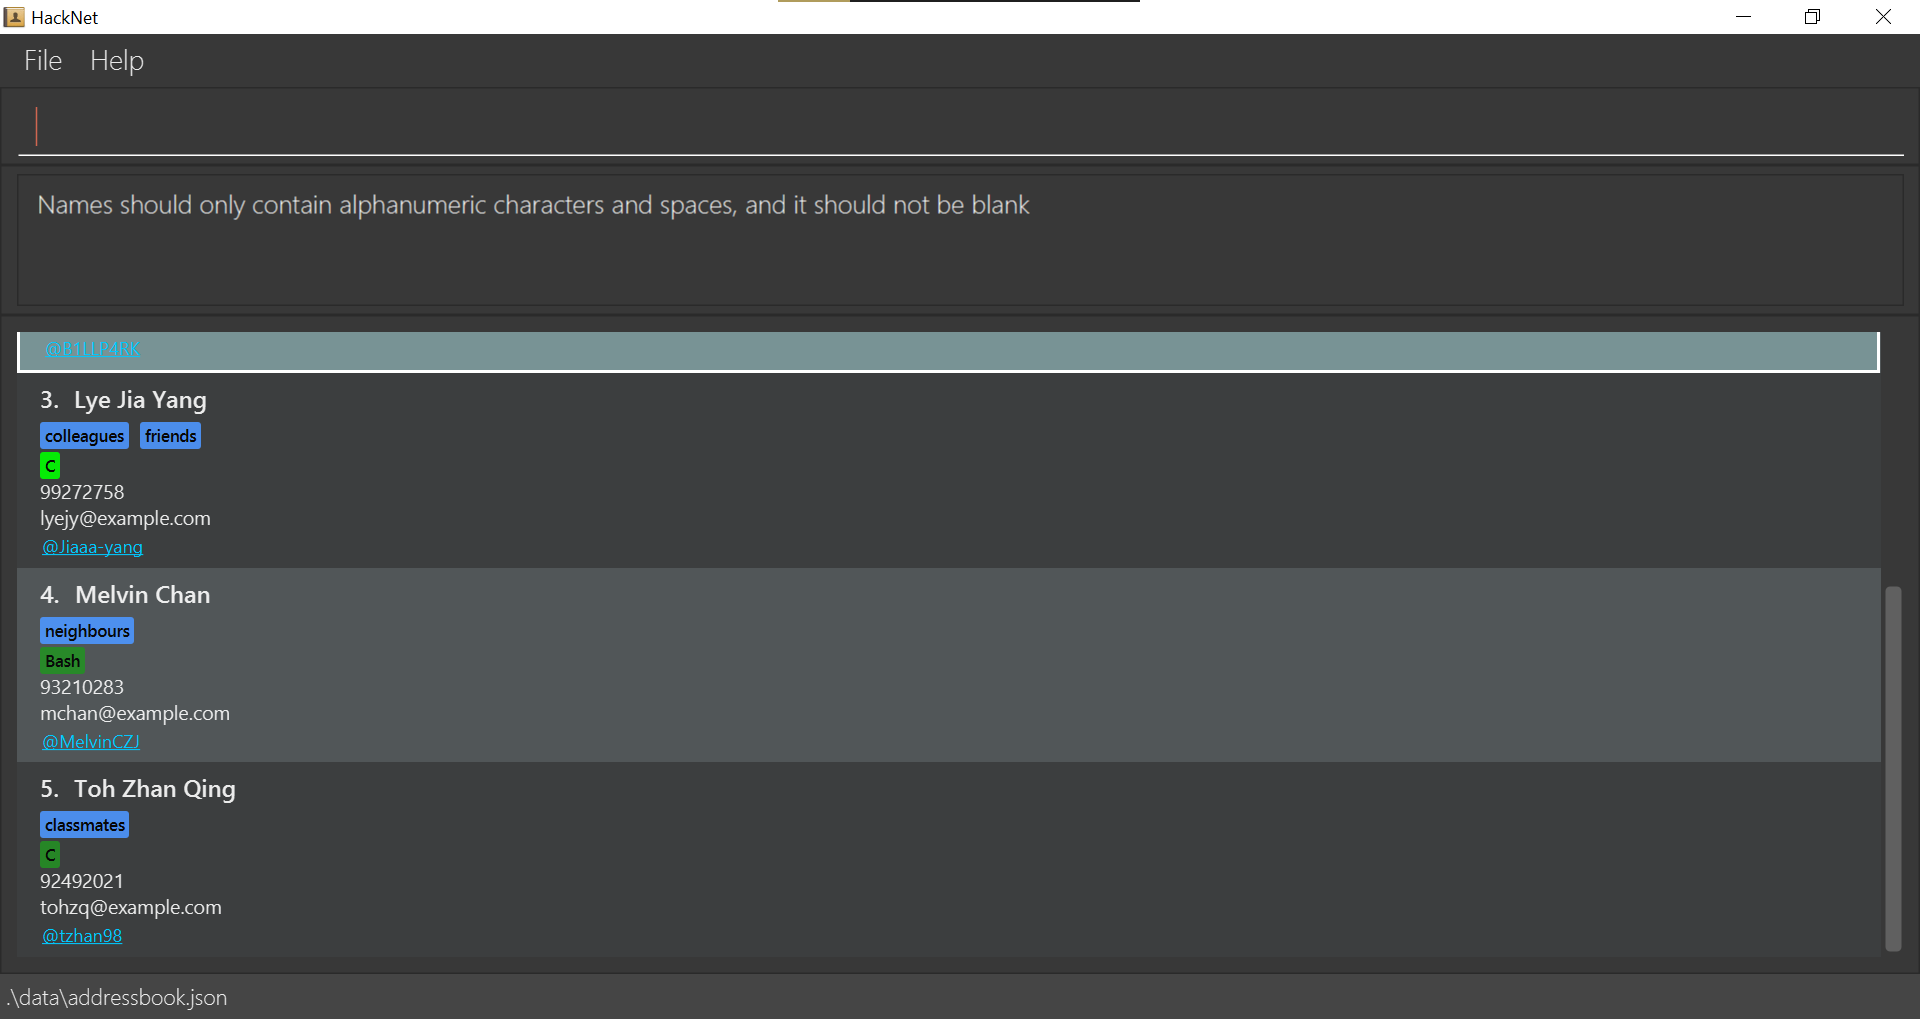 HackNet
File Help
Names should only contain alphanumeric characters and spaces, and it should not be blank
@B1LLP4RK
3. Lye Jia Yang
colleagues friends
C
99272758
lyejy@example.com
@Jiaaa-yang
4. Melvin Chan
neighbours
Bash
93210283
mchan@example.com
@MelvinCZJ
5. Toh Zhan Qing
classmates
C
92492021
tohzq@example.com
@tzhan98
.\data\addressbook.json